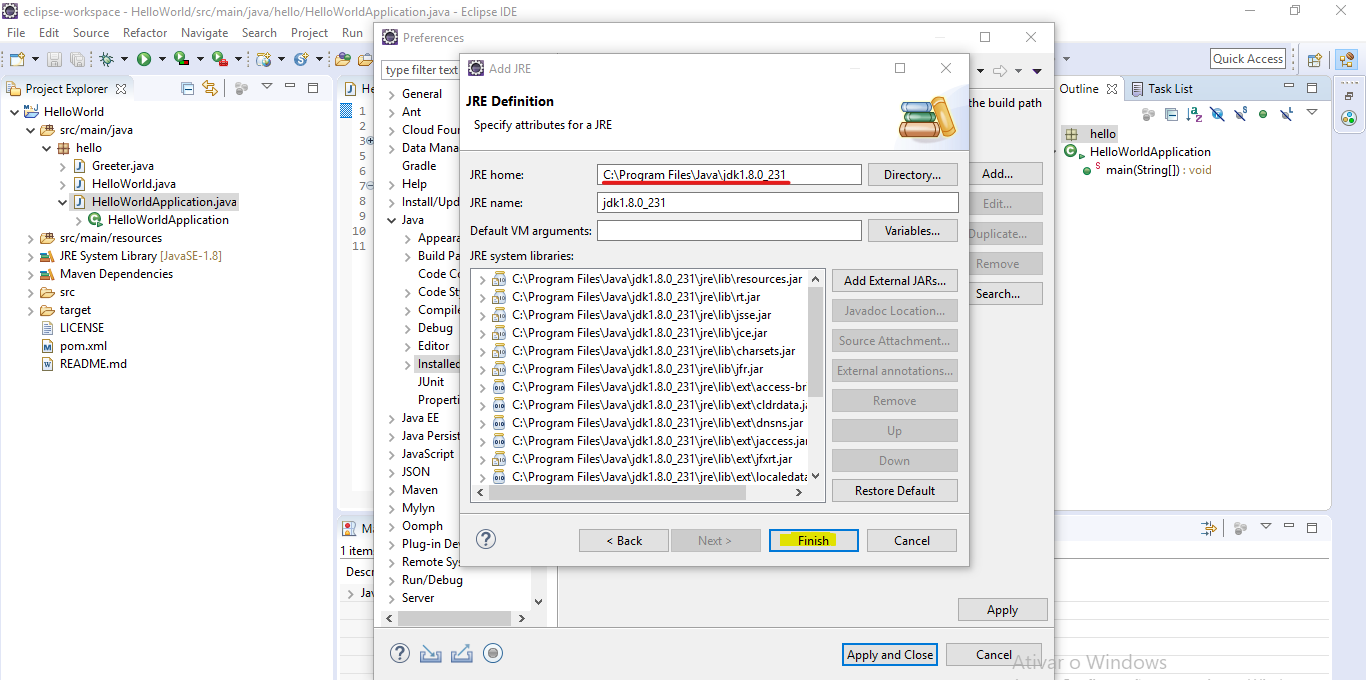 eclipse-workspace - HelloWorld/src/main/java/hello/HelloWorldApplication.java - Eclipse IDE
File Edit Source Refactor Navigate Search Project Run
Quick Access
Project Explorer
HelloWorld
src/main/java
hello
Greeter.java
HelloWorld.java
HelloWorldApplication.java
HelloWorldApplication
src/main/resources
JRE System Library [JavaSE-1.8]
Maven Dependencies
src
target
LICENSE
pom.xml
README.md
He
1
2
3
5
6
7
8
9
10
11
Ma
1 item
Descr
Jav
Preferences
type filter text
General
Ant
Cloud Foun
Data Mana
Gradle
Help
Install/Upd
Java
Appeara
Build Pa
Code Co
Code Sty
Compile
Debug
Editor
Installed
JUnit
Properti
Java EE
Java Persist
JavaScript
JSON
Maven
Mylyn
Oomph
Plug-in Dev
Remote Sys
Run/Debug
Server
the build path
Add...
Edit...
Duplicate...
Remove
Search...
Apply
Apply and Close Cancel
Add JRE
JRE Definition
Specify attributes for a JRE
JRE home: C:\Program Files\Java\jdk1.8.0_231 Directory...
JRE name: jdk1.8.0_231
Default VM arguments: Variables...
JRE system libraries:
C:\Program Files\Java\jdk1.8.0_231\jre\lib\resources.jar
C:\Program Files\Java\jdk1.8.0_231\jre\lib\rt.jar
C:\Program Files\Java\jdk1.8.0_231\jre\lib\jsse.jar
C:\Program Files\Java\jdk1.8.0_231\jre\lib\jce.jar
C:\Program Files\Java\jdk1.8.0_231\jre\lib\charsets.jar
C:\Program Files\Java\jdk1.8.0_231\jre\lib\jfr.jar
C:\Program Files\Java\jdk1.8.0_231\jre\lib\ext\access-br
C:\Program Files\Java\jdk1.8.0_231\jre\lib\ext\cldrdata.ja
C:\Program Files\Java\jdk1.8.0_231\jre\lib\ext\dnsns.jar
C:\Program Files\Java\jdk1.8.0_231\jre\lib\ext\jaccess.jar
C:\Program Files\Java\jdk1.8.0_231\jre\lib\ext\jfxrt.jar
C:\Program Files\Java\jdk1.8.0_231\jre\lib\ext\localedata
Add External JARs...
Javadoc Location...
Source Attachment...
External annotations...
Remove
Up
Down
Restore Default
< Back Next > Finish Cancel
Outline Task List
hello
HelloWorldApplication
main(String[]) : void
Ativar o Windows